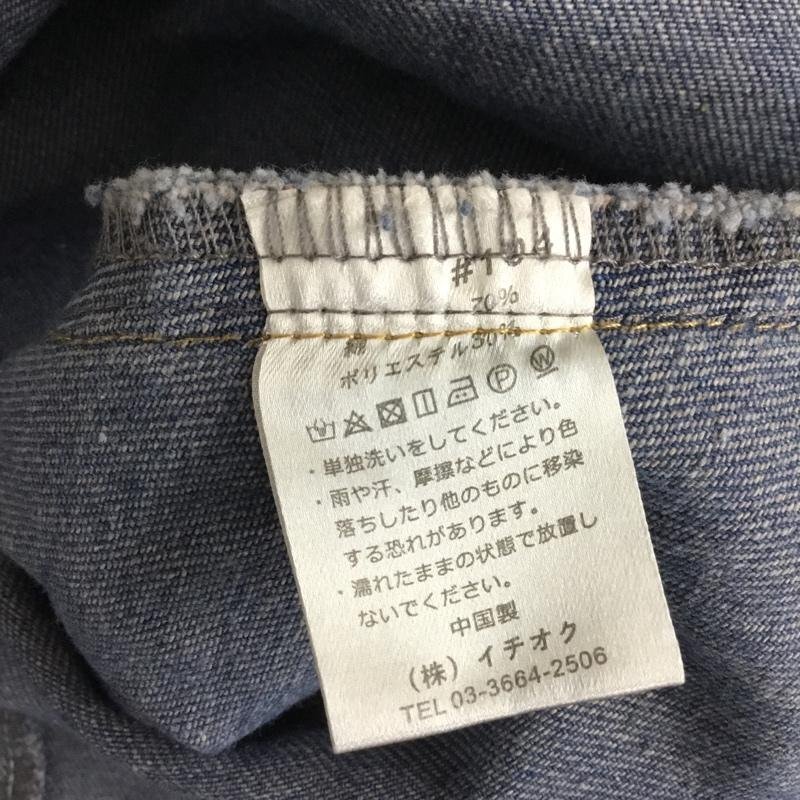 70%
綿
ポリエステル 30%
・単独洗いをしてください。
・雨や汗、摩擦などにより色
落ちしたり他のものに移染
する恐れがあります。
・濡れたままの状態で放置し
ないでください。
中国製
(株) イチオク
TEL 03-3664-2506